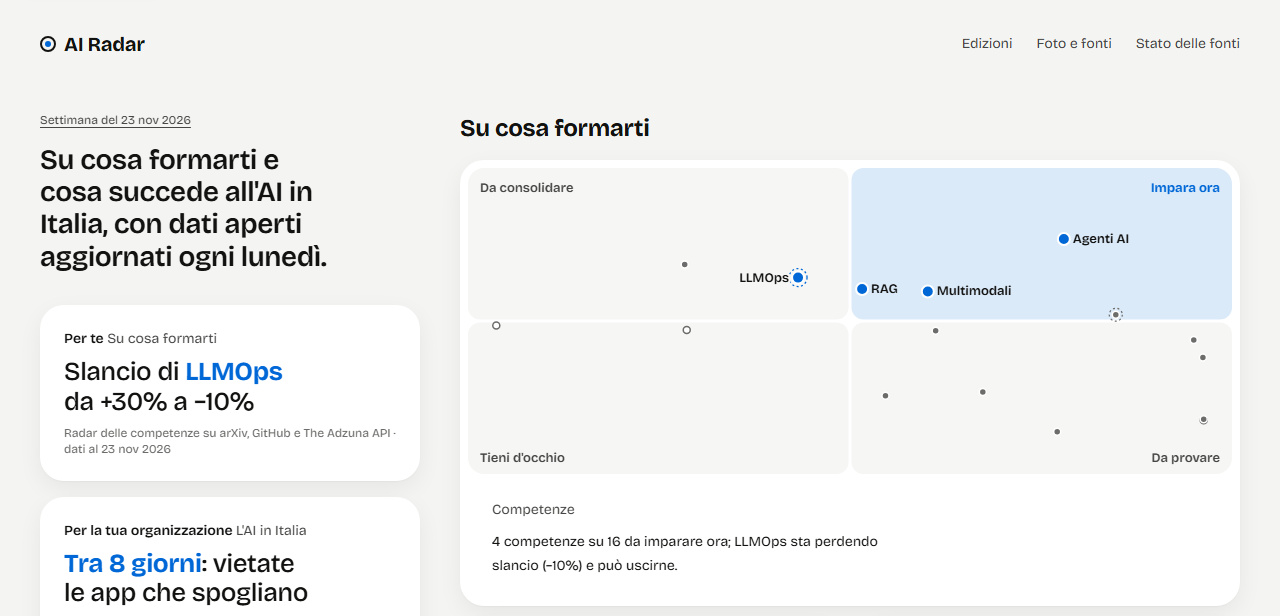 AI Radar
Edizioni
Foto e fonti
Stato delle fonti
Settimana del 23 nov 2026
Su cosa formarti e
cosa succede all'AI in
Italia, con dati aperti
aggiornati ogni lunedì.
Per te Su cosa formarti
Slancio di LLMOps
da +30% a −10%
Radar delle competenze su arXiv, GitHub e The Adzuna API ·
dati al 23 nov 2026
Per la tua organizzazione L'AI in Italia
Tra 8 giorni: vietate
le app che spogliano
Su cosa formarti
Da consolidare
Impara ora
Agenti AI
LLMOps
RAG
Multimodali
Tieni d'occhio
Da provare
Competenze
4 competenze su 16 da imparare ora; LLMOps sta perdendo
slancio (−10%) e può uscirne.